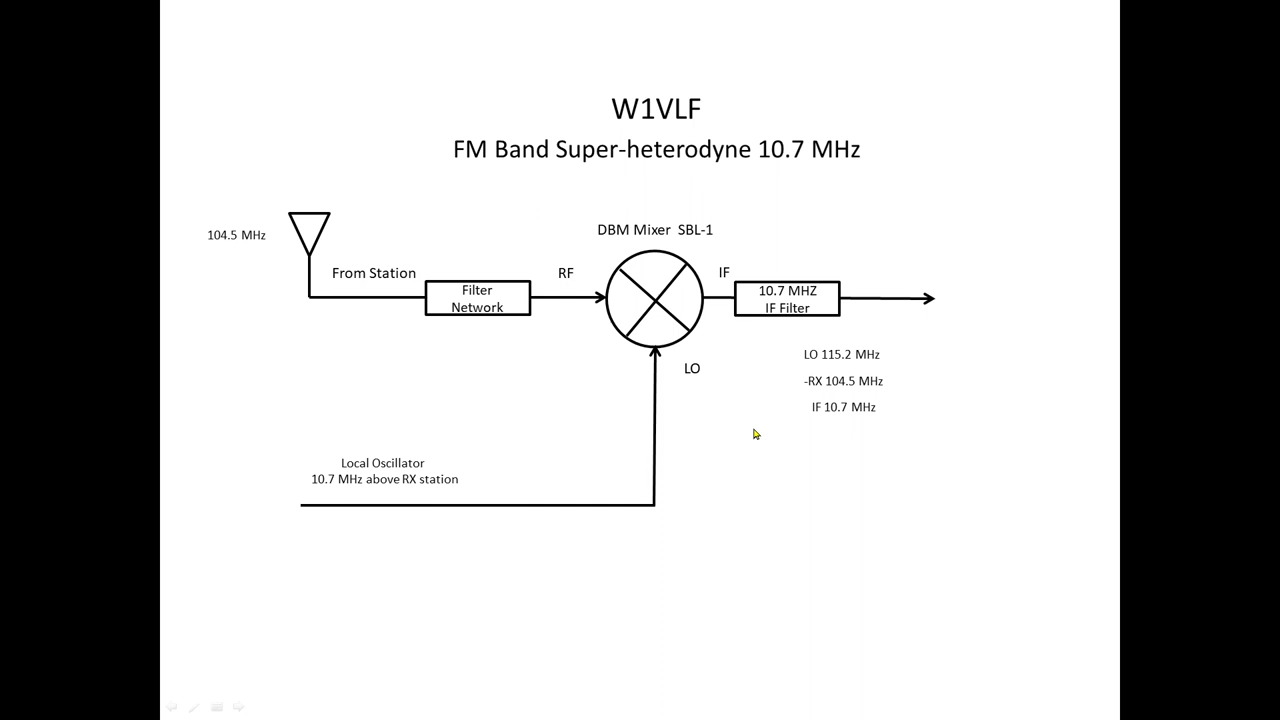 W1VLF
FM Band Super-heterodyne 10.7 MHz
104.5 MHz
From Station
Filter
Network
RF
DBM Mixer SBL-1
IF
10.7 MHZ
IF Filter
LO
LO 115.2 MHz
-RX 104.5 MHz
IF 10.7 MHz
Local Oscillator
10.7 MHz above RX station